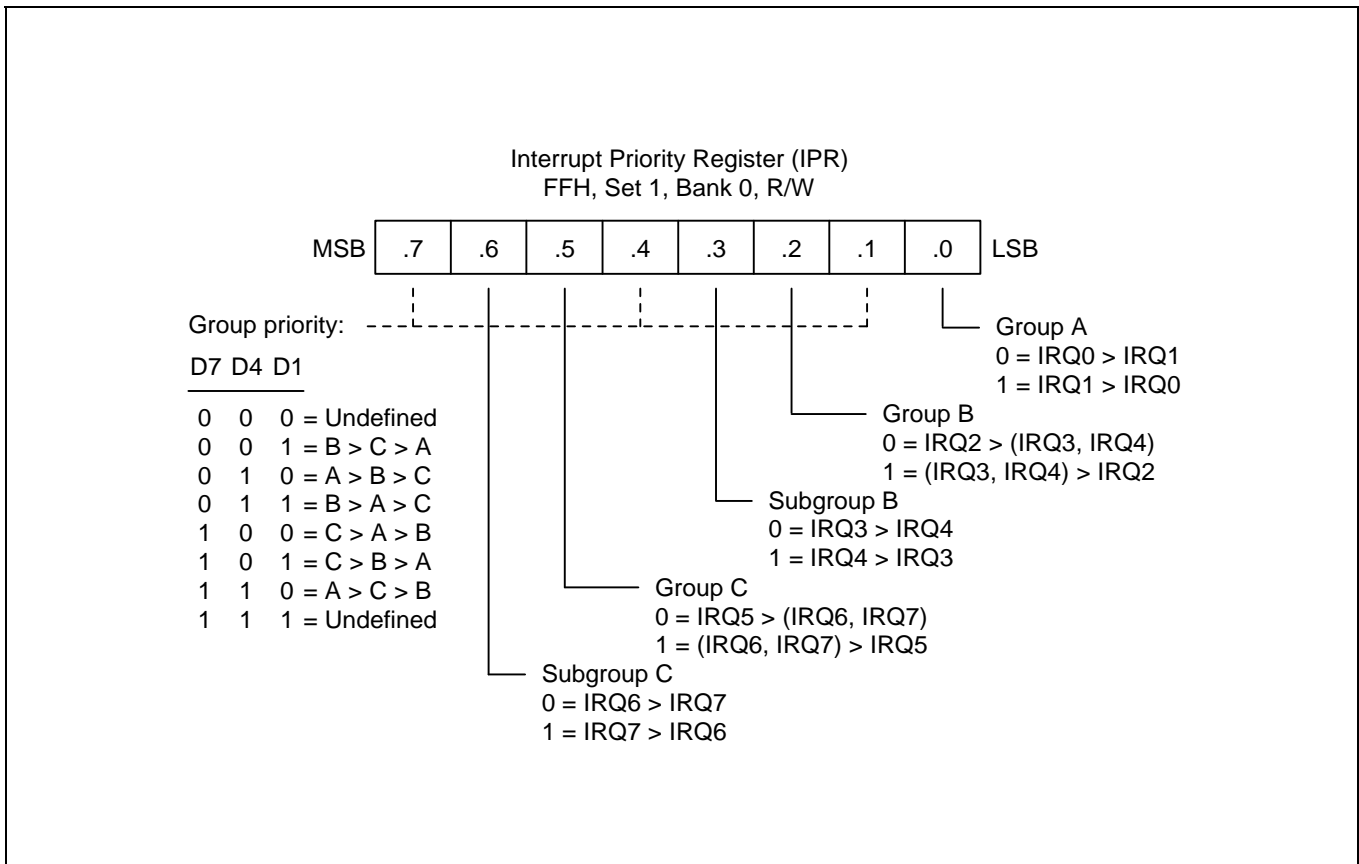 Interrupt Priority Register (IPR)
FFH, Set 1, Bank 0, R/W
MSB .7 .6 .5 .4 .3 .2 .1 .0 LSB
Group priority:
D7 D4 D1
0 0 0 = Undefined
0 0 1 = B > C > A
0 1 0 = A > B > C
0 1 1 = B > A > C
1 0 0 = C > A > B
1 0 1 = C > B > A
1 1 0 = A > C > B
1 1 1 = Undefined
Group A
0 = IRQ0 > IRQ1
1 = IRQ1 > IRQ0
Group B
0 = IRQ2 > (IRQ3, IRQ4)
1 = (IRQ3, IRQ4) > IRQ2
Subgroup B
0 = IRQ3 > IRQ4
1 = IRQ4 > IRQ3
Group C
0 = IRQ5 > (IRQ6, IRQ7)
1 = (IRQ6, IRQ7) > IRQ5
Subgroup C
0 = IRQ6 > IRQ7
1 = IRQ7 > IRQ6